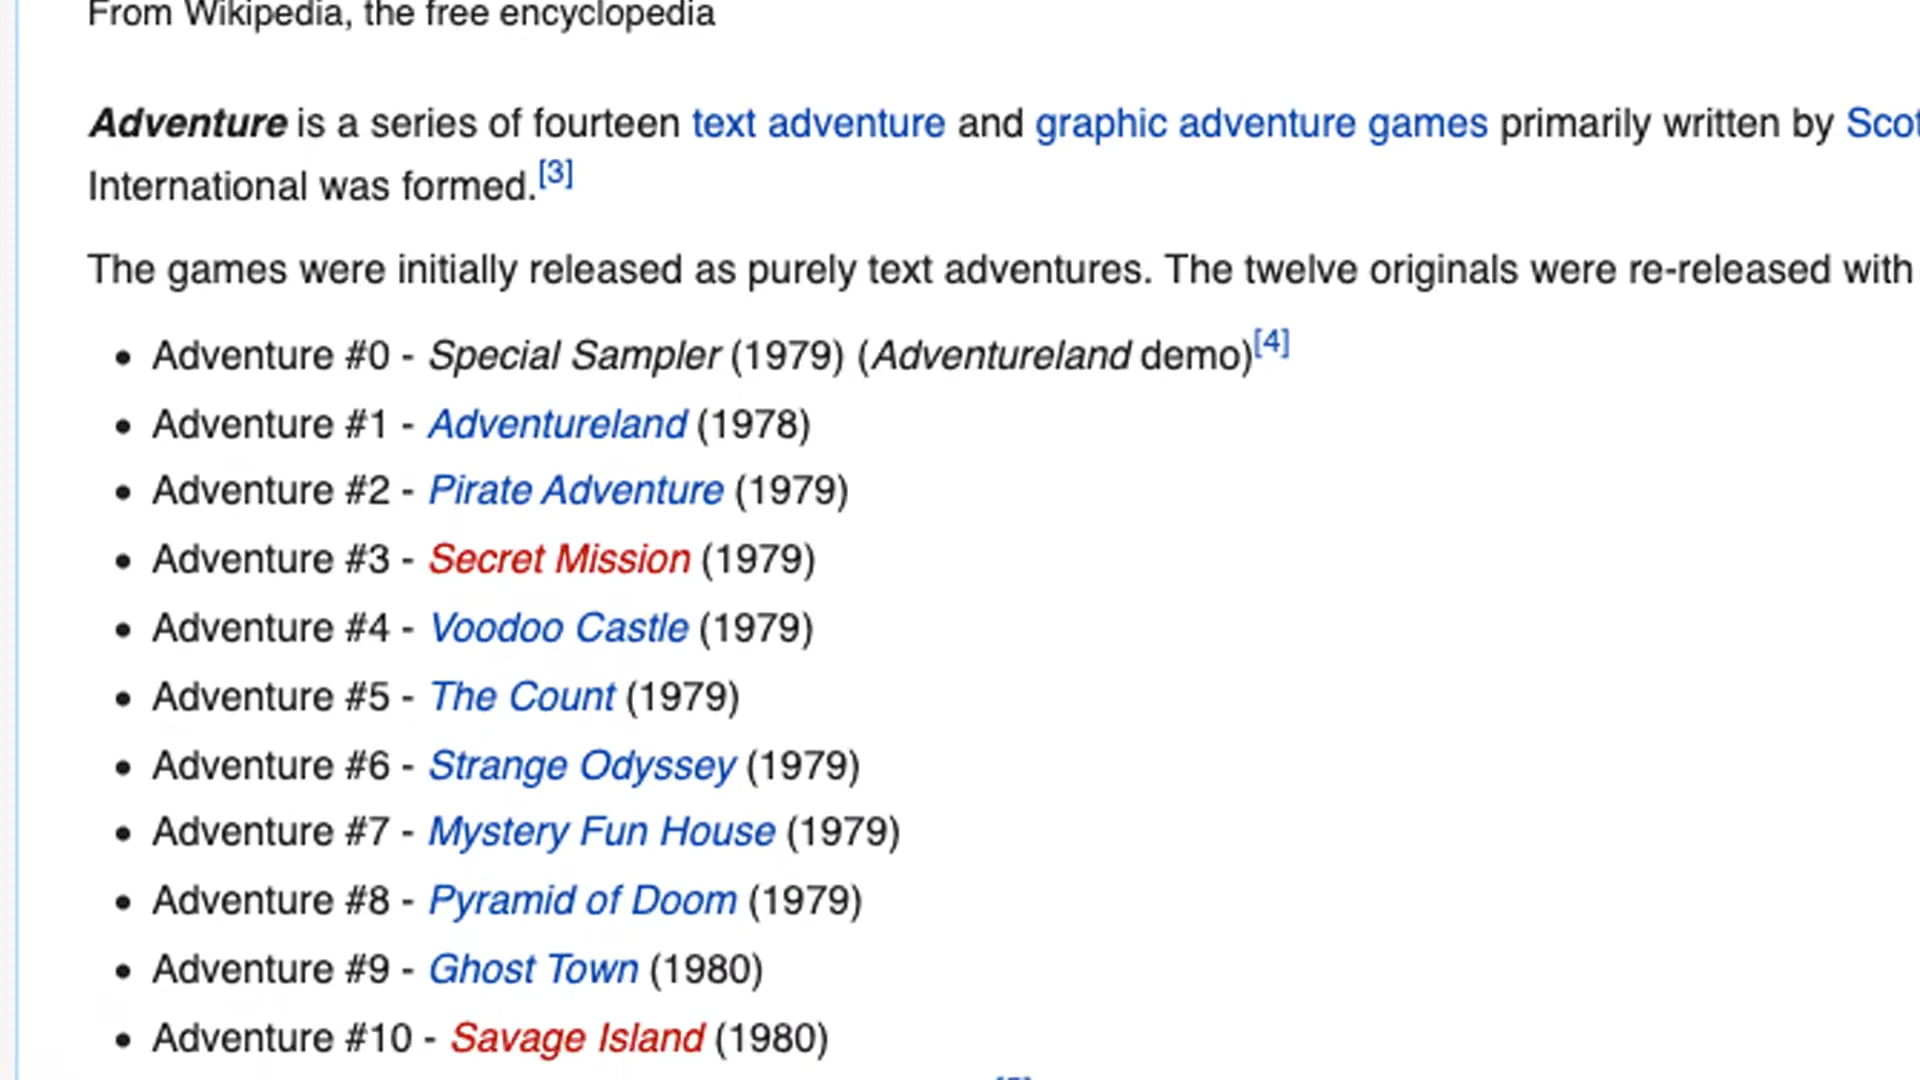 From Wikipedia, the free encyclopedia
Adventure is a series of fourteen text adventure and graphic adventure games primarily written by
International was formed.[3]
The games were initially released as purely text adventures. The twelve originals were re-released with
Adventure #0 - Special Sampler (1979) (Adventureland demo)[4]
Adventure #1 - Adventureland (1978)
Adventure #2 - Pirate Adventure (1979)
Adventure #3 - Secret Mission (1979)
Adventure #4 - Voodoo Castle (1979)
Adventure #5 - The Count (1979)
Adventure #6 - Strange Odyssey (1979)
Adventure #7 - Mystery Fun House (1979)
Adventure #8 - Pyramid of Doom (1979)
Adventure #9 - Ghost Town (1980)
Adventure #10 - Savage Island (1980)